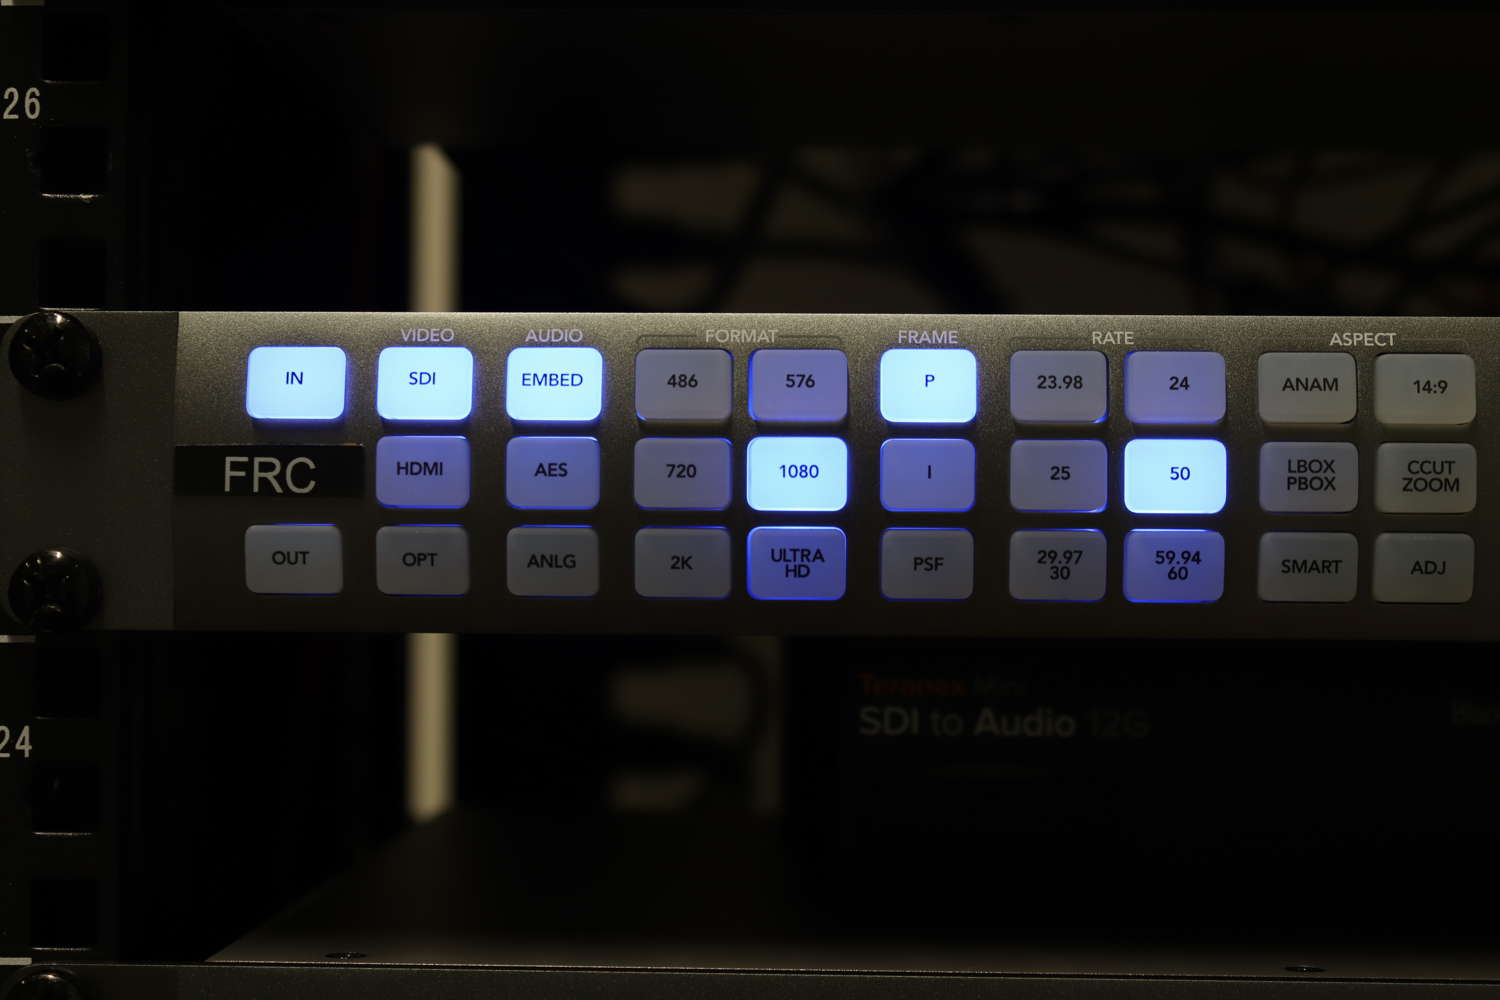 26
VIDEO AUDIO FORMAT FRAME RATE ASPECT
IN SDI EMBED 486 576 P 23.98 24 ANAM 14:9
FRC HDMI AES 720 1080 I 25 50 LBOX PBOX CCUT ZOOM
OUT OPT ANLG 2K ULTRA HD PSF 29.97 30 59.94 60 SMART ADJ
Teranex Mini
24
SDI to Audio 12G